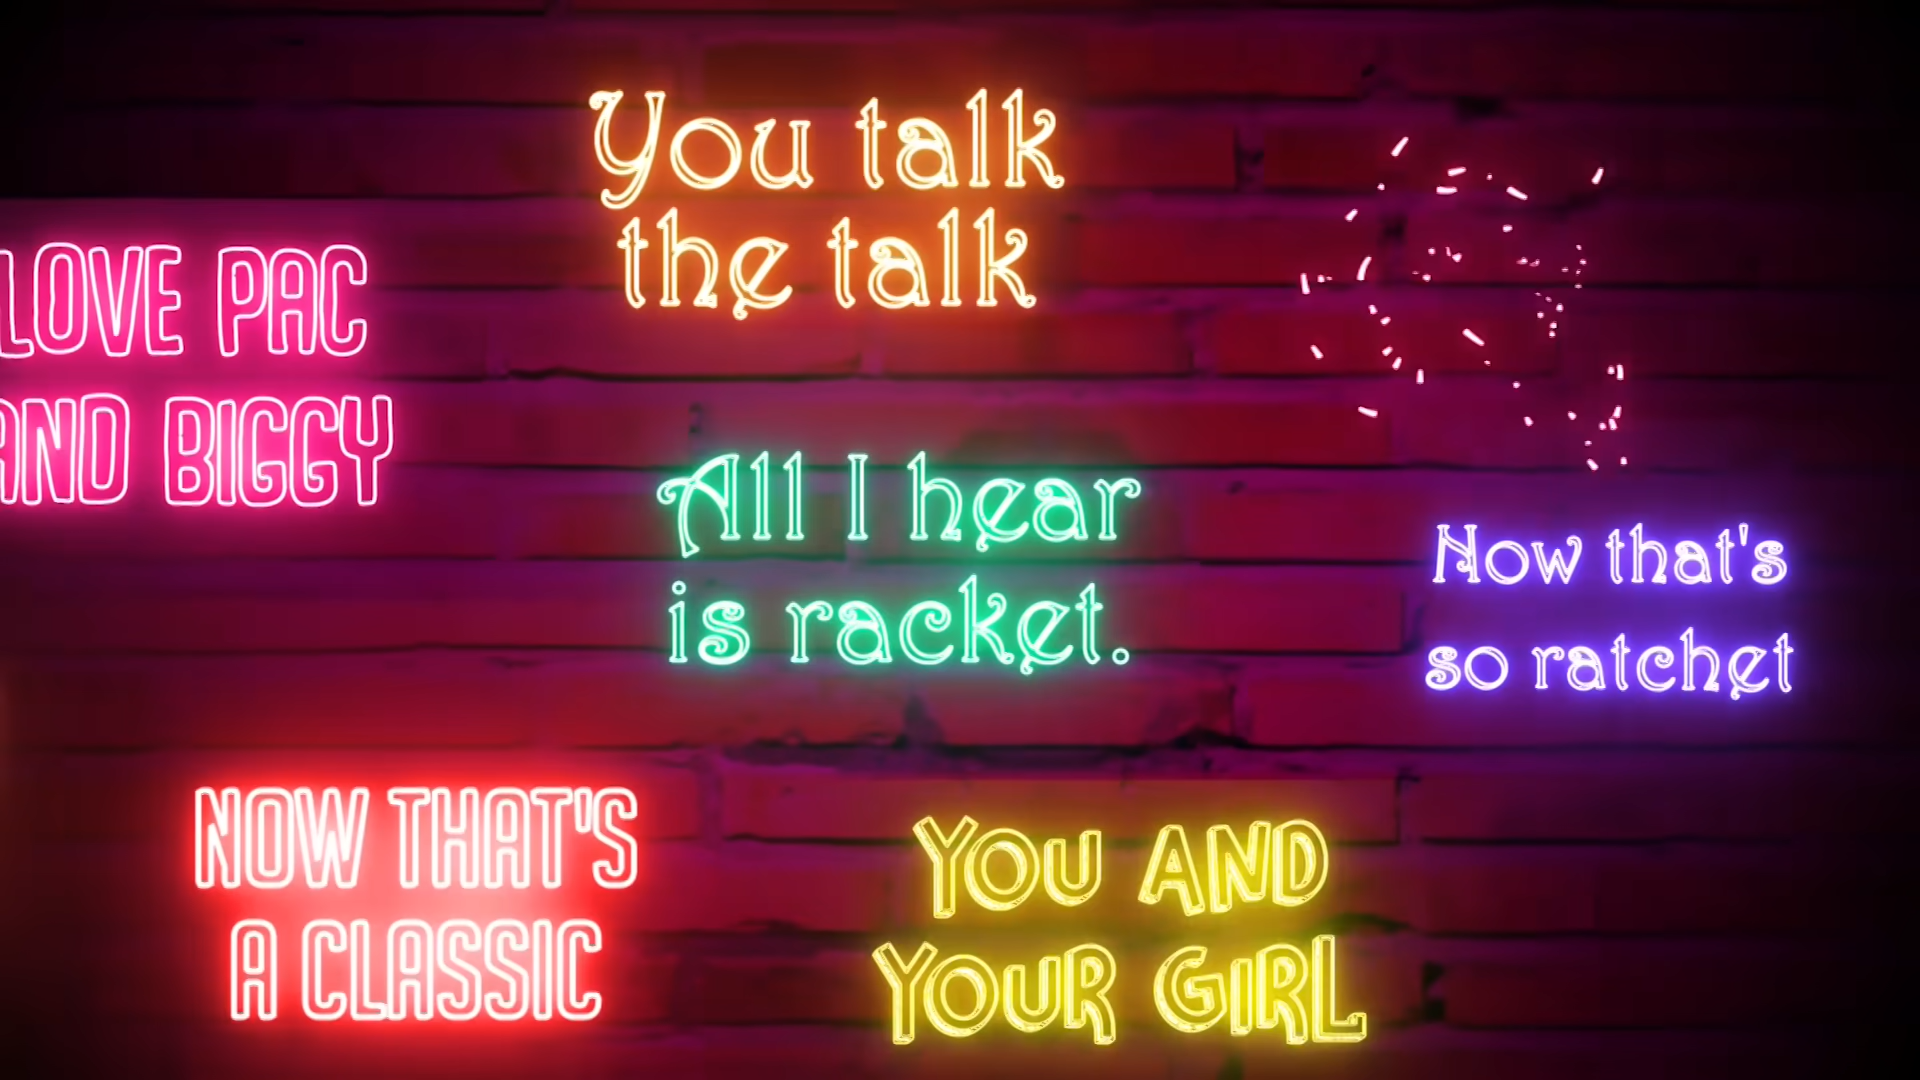 LOVE PAC
AND BIGGY
You talk
the talk
All I hear
is racket.
Now that's
so ratchet
NOW THAT'S
A CLASSIC
YOU AND
YOUR GIRL